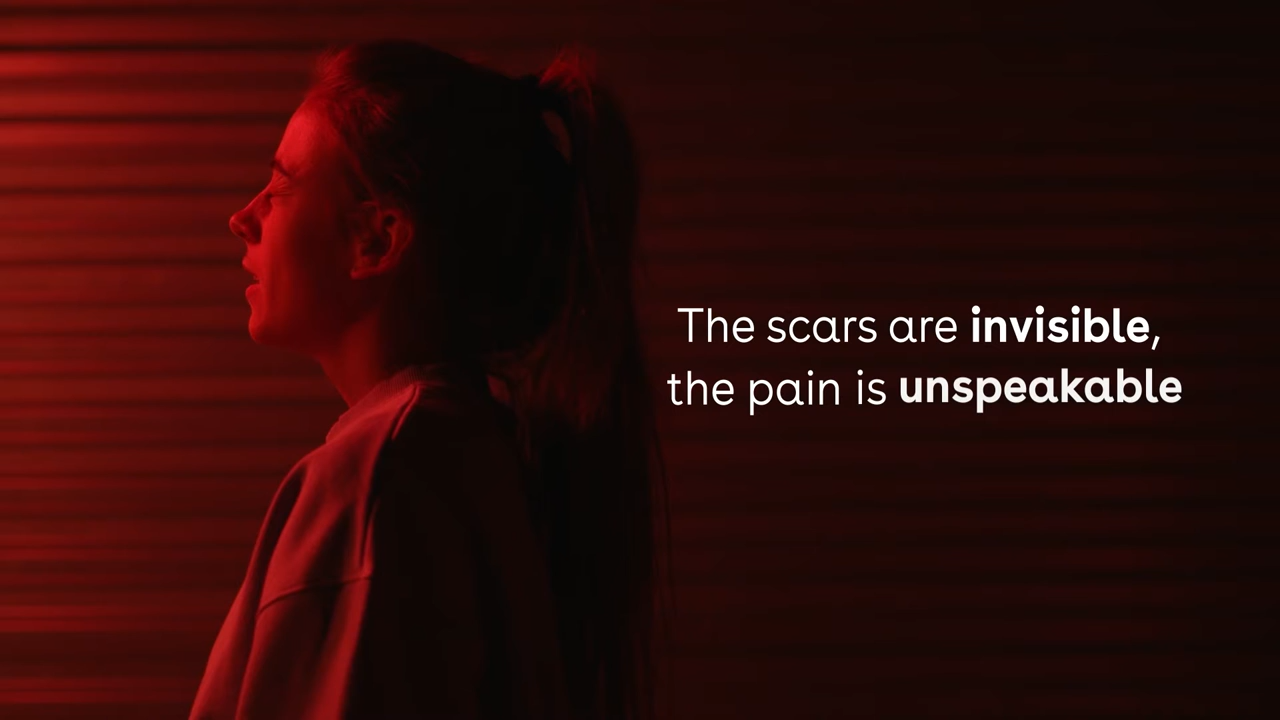 The scars are invisible,
the pain is unspeakable